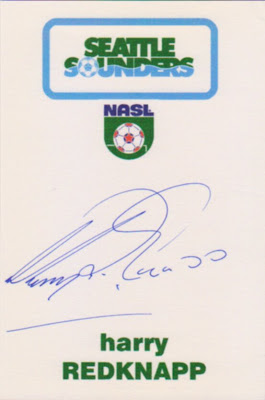 SEATTLE
SOUNDERS
NASL
harry
REDKNAPP